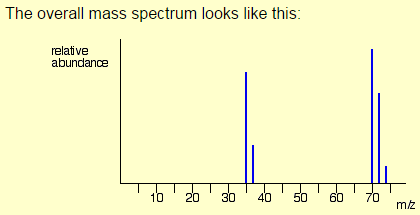 The overall mass spectrum looks like this:
relative
abundance
10 20 30 40 50 60 70
m/z